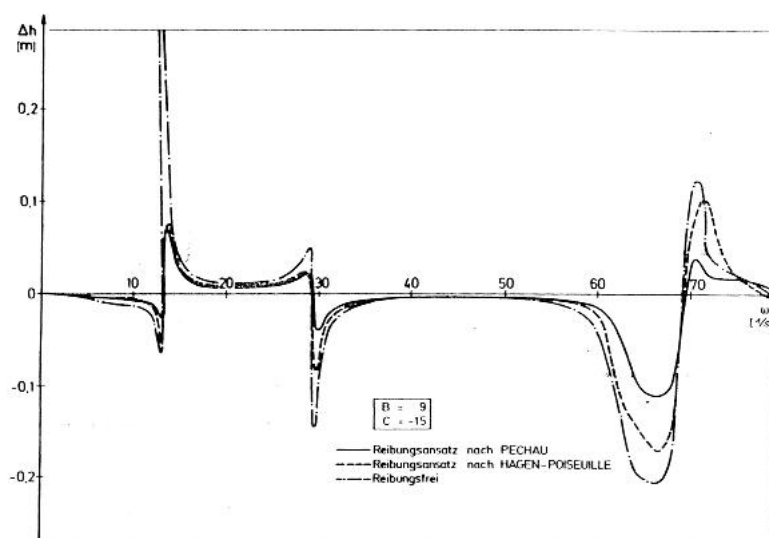 Δh
[m]
0,2
0,1
0
-0,1
-0,2
10 20 30 40 50 60 70
ω
[1/s
B = 9
C = -15
Reibungsansatz nach PECHAU
Reibungsansatz nach HAGEN-POISEUILLE
Reibungsfrei